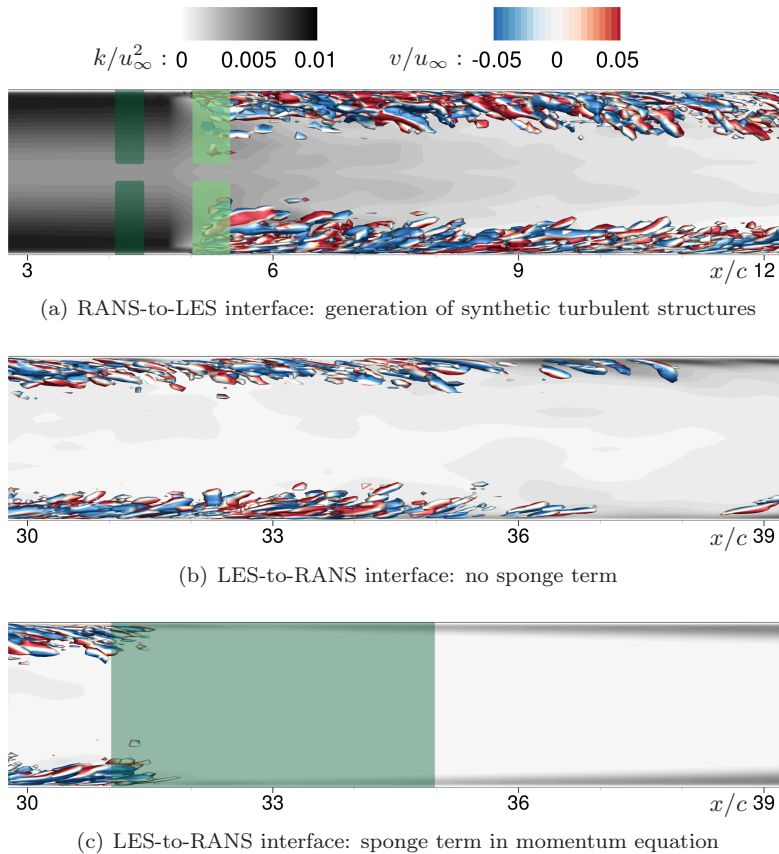 k/u∞² : 0 0.005 0.01 v/u∞ : -0.05 0 0.05
3 6 9 x/c 12
(a) RANS-to-LES interface: generation of synthetic turbulent structures
30 33 36 x/c 39
(b) LES-to-RANS interface: no sponge term
30 33 36 x/c 39
(c) LES-to-RANS interface: sponge term in momentum equation